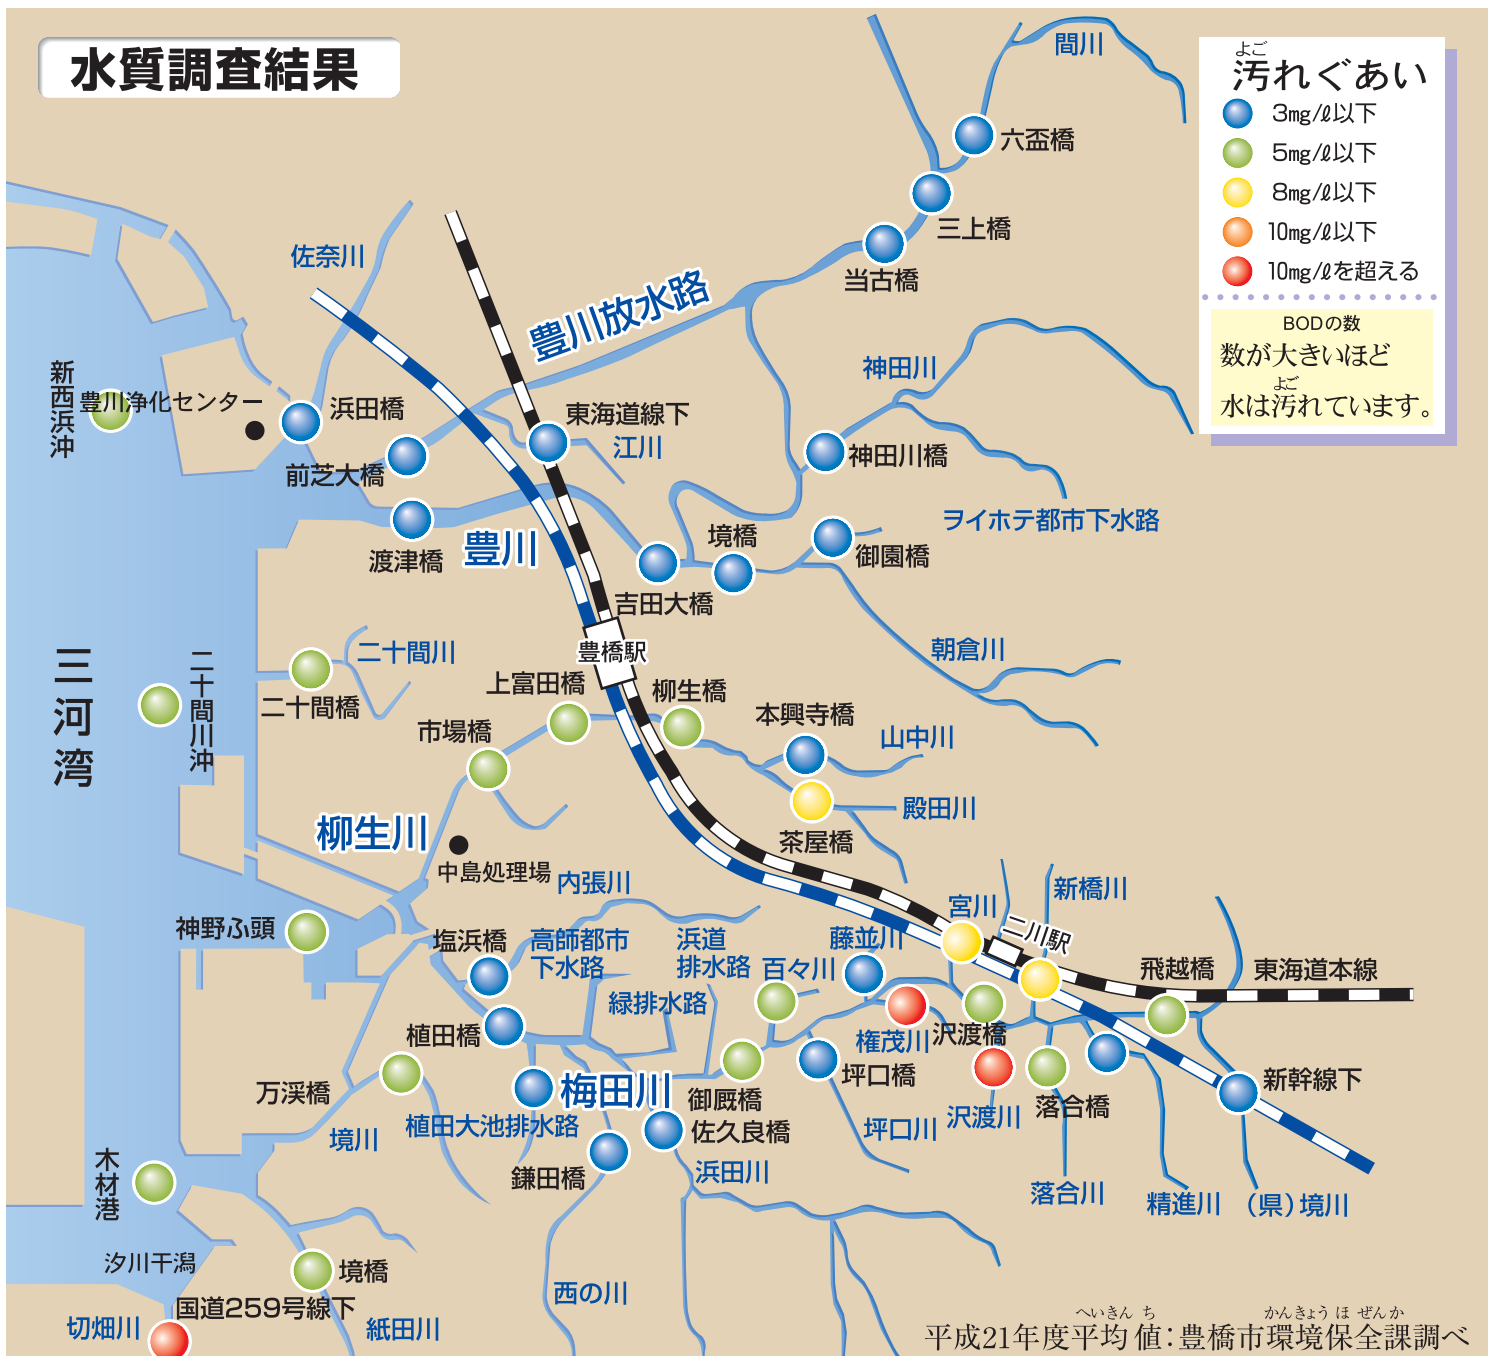 水質調査結果
よご
汚れぐあい
3mg/ℓ以下
5mg/ℓ以下
8mg/ℓ以下
10mg/ℓ以下
10mg/ℓを超える
BODの数
数が大きいほど
よご
水は汚れています。
間川
六盃橋
三上橋
当古橋
佐奈川
豊川放水路
神田川
新西浜沖
豊川浄化センター
浜田橋
東海道線下
江川
前芝大橋
神田川橋
ヲイホテ都市下水路
渡津橋
豊川
境橋
御園橋
吉田大橋
朝倉川
三河湾
二十間川沖
二十間川
二十間橋
豊橋駅
上富田橋
柳生橋
市場橋
本興寺橋
山中川
殿田川
茶屋橋
柳生川
中島処理場
内張川
宮川
新橋川
二川駅
神野ふ頭
塩浜橋
高師都市
下水路
浜道
排水路
百々川
藤並川
飛越橋
東海道本線
緑排水路
植田橋
権茂川
沢渡橋
坪口橋
万渓橋
梅田川
御厩橋
落合橋
新幹線下
境川
植田大池排水路
佐久良橋
坪口川
沢渡川
木材港
鎌田橋
浜田川
落合川
精進川
（県）境川
汐川干潟
境橋
国道259号線下
切畑川
紙田川
西の川
へいきん ち
かんきょう ほ ぜんか
平成21年度平均値：豊橋市環境保全課調べ